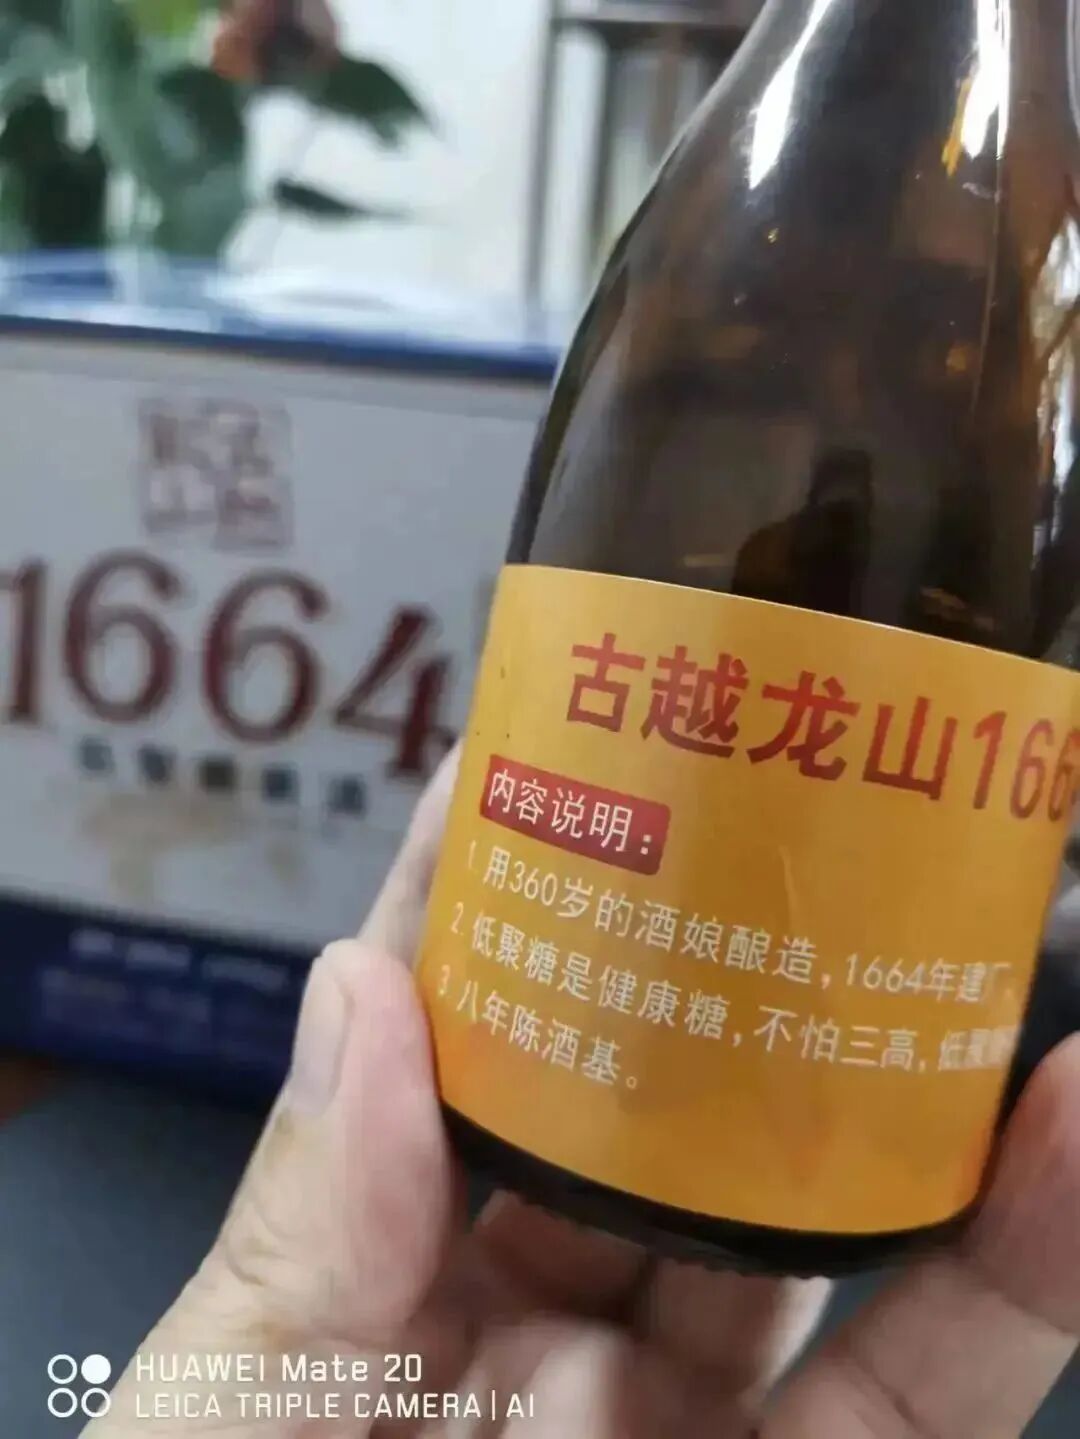 1664
古越龙山166
内容说明：
1.用360岁的酒娘酿造，1664年建厂
2.低聚糖是健康糖，不怕三高，低聚
3.八年陈酒基。
HUAWEI Mate 20
LEICA TRIPLE CAMERA | AI